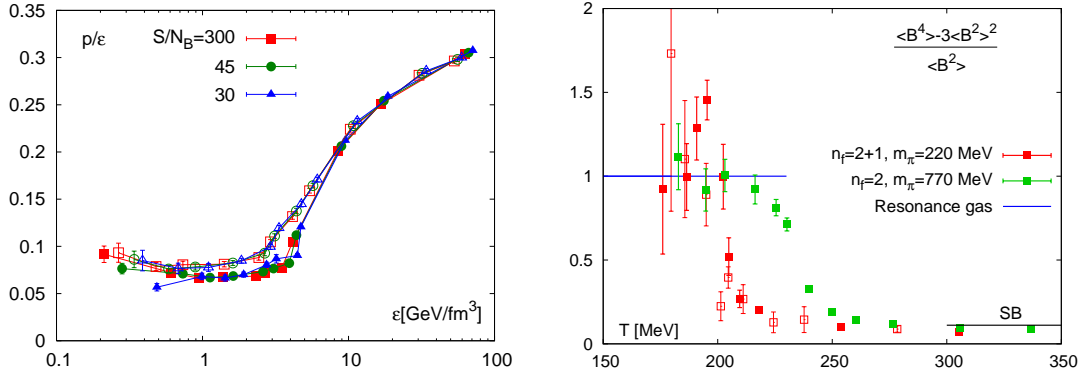 p/ε
S/N_B=300
45
30
0.35
0.3
0.25
0.2
0.15
0.1
0.05
0
ε[GeV/fm³]
0.1 1 10 100
<B⁴>-3<B²>²
<B²>
n_f=2+1, m_π=220 MeV
n_f=2, m_π=770 MeV
Resonance gas
2
1.5
1
0.5
0
SB
T [MeV]
150 200 250 300 350